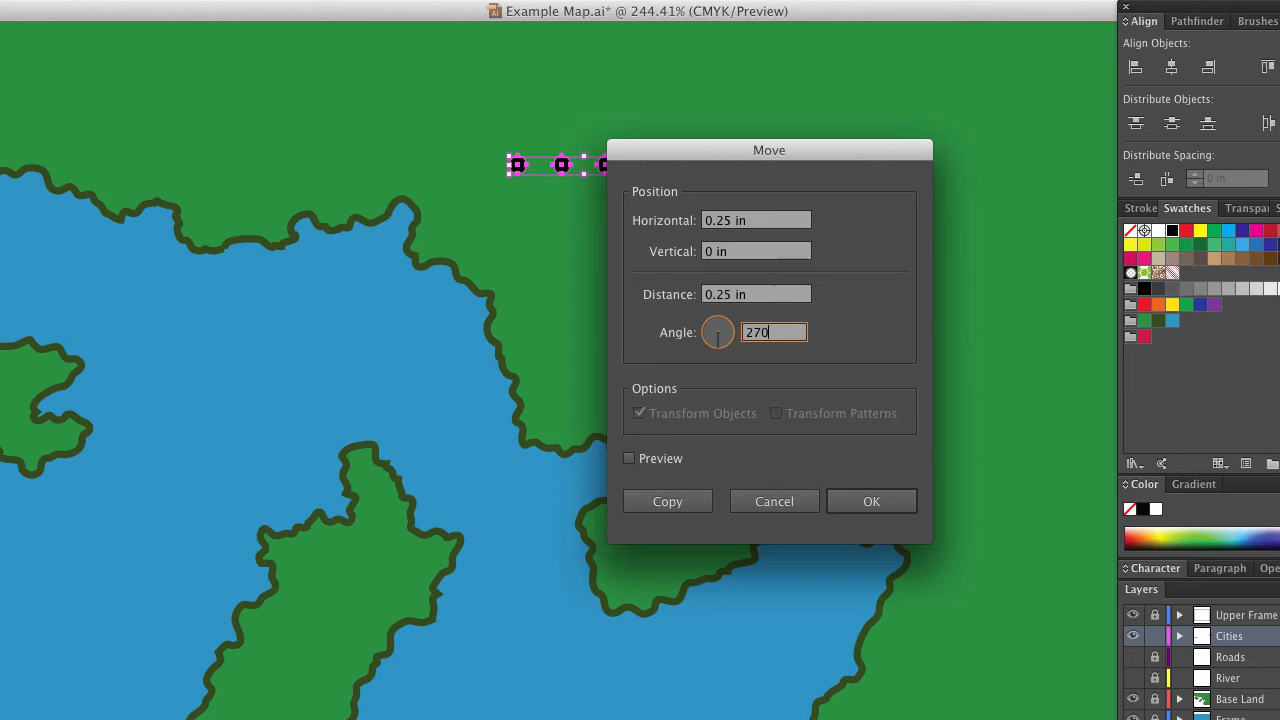 Example Map.ai* @ 244.41% (CMYK/Preview)
Align Pathfinder Brushes
Align Objects:
Distribute Objects:
Distribute Spacing:
0 in
Stroke Swatches Transpar S
Move
Position
Horizontal: 0.25 in
Vertical: 0 in
Distance: 0.25 in
Angle: 270
Options
Transform Objects Transform Patterns
Preview
Copy Cancel OK
Color Gradient
Character Paragraph Ope
Layers
Upper Frame
Cities
Roads
River
Base Land
Frame